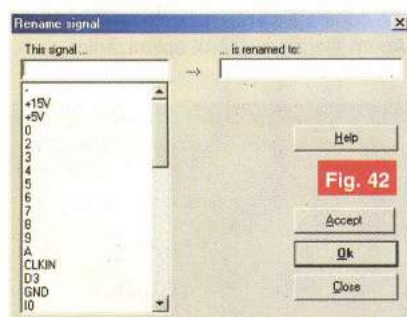 Rename signal
This signal ...
... is renamed to:
-
+15V
+5V
0
2
3
4
5
6
7
8
9
A
CLKIN
D3
GND
I0
Help
Fig. 42
Accept
Ok
Close